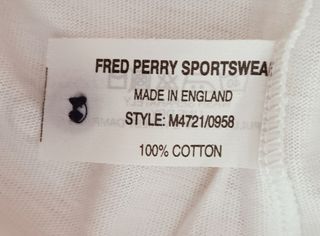 FRED PERRY SPORTSWEA
MADE IN ENGLAND
STYLE: M4721/0958
100% COTTON